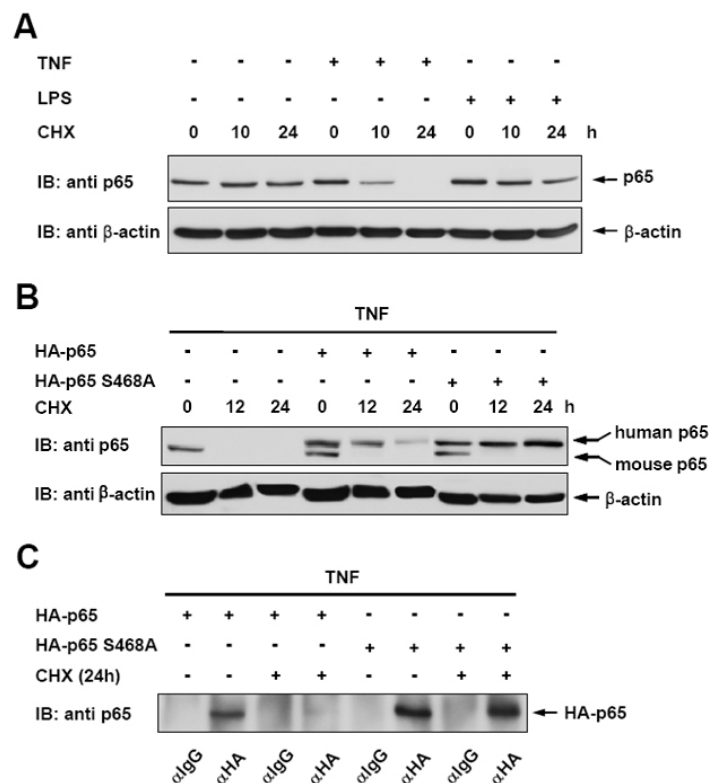 A
TNF - - - + + + - - -
LPS - - - - - - + + +
CHX 0 10 24 0 10 24 0 10 24 h
IB: anti p65 p65
IB: anti β-actin β-actin
B
TNF
HA-p65 - - - + + + - - -
HA-p65 S468A - - - - - - + + +
CHX 0 12 24 0 12 24 0 12 24 h
IB: anti p65 human p65
mouse p65
IB: anti β-actin β-actin
C
TNF
HA-p65 + + + + - - - -
HA-p65 S468A - - - - + + + +
CHX (24h) - - + + - - + +
IB: anti p65 HA-p65
αIgG αHA αIgG αHA αIgG αHA αIgG αHA